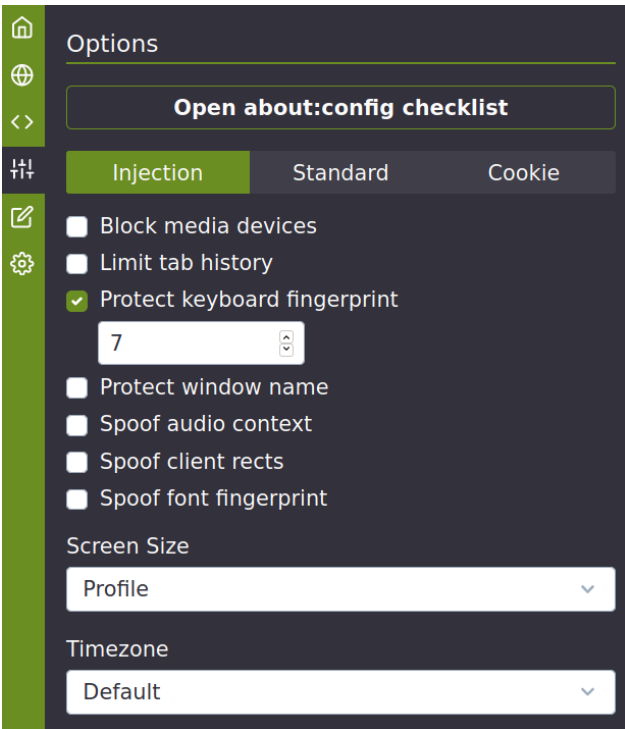 Options
Open about:config checklist
Injection Standard Cookie
Block media devices
Limit tab history
Protect keyboard fingerprint
7
Protect window name
Spoof audio context
Spoof client rects
Spoof font fingerprint
Screen Size
Profile
Timezone
Default